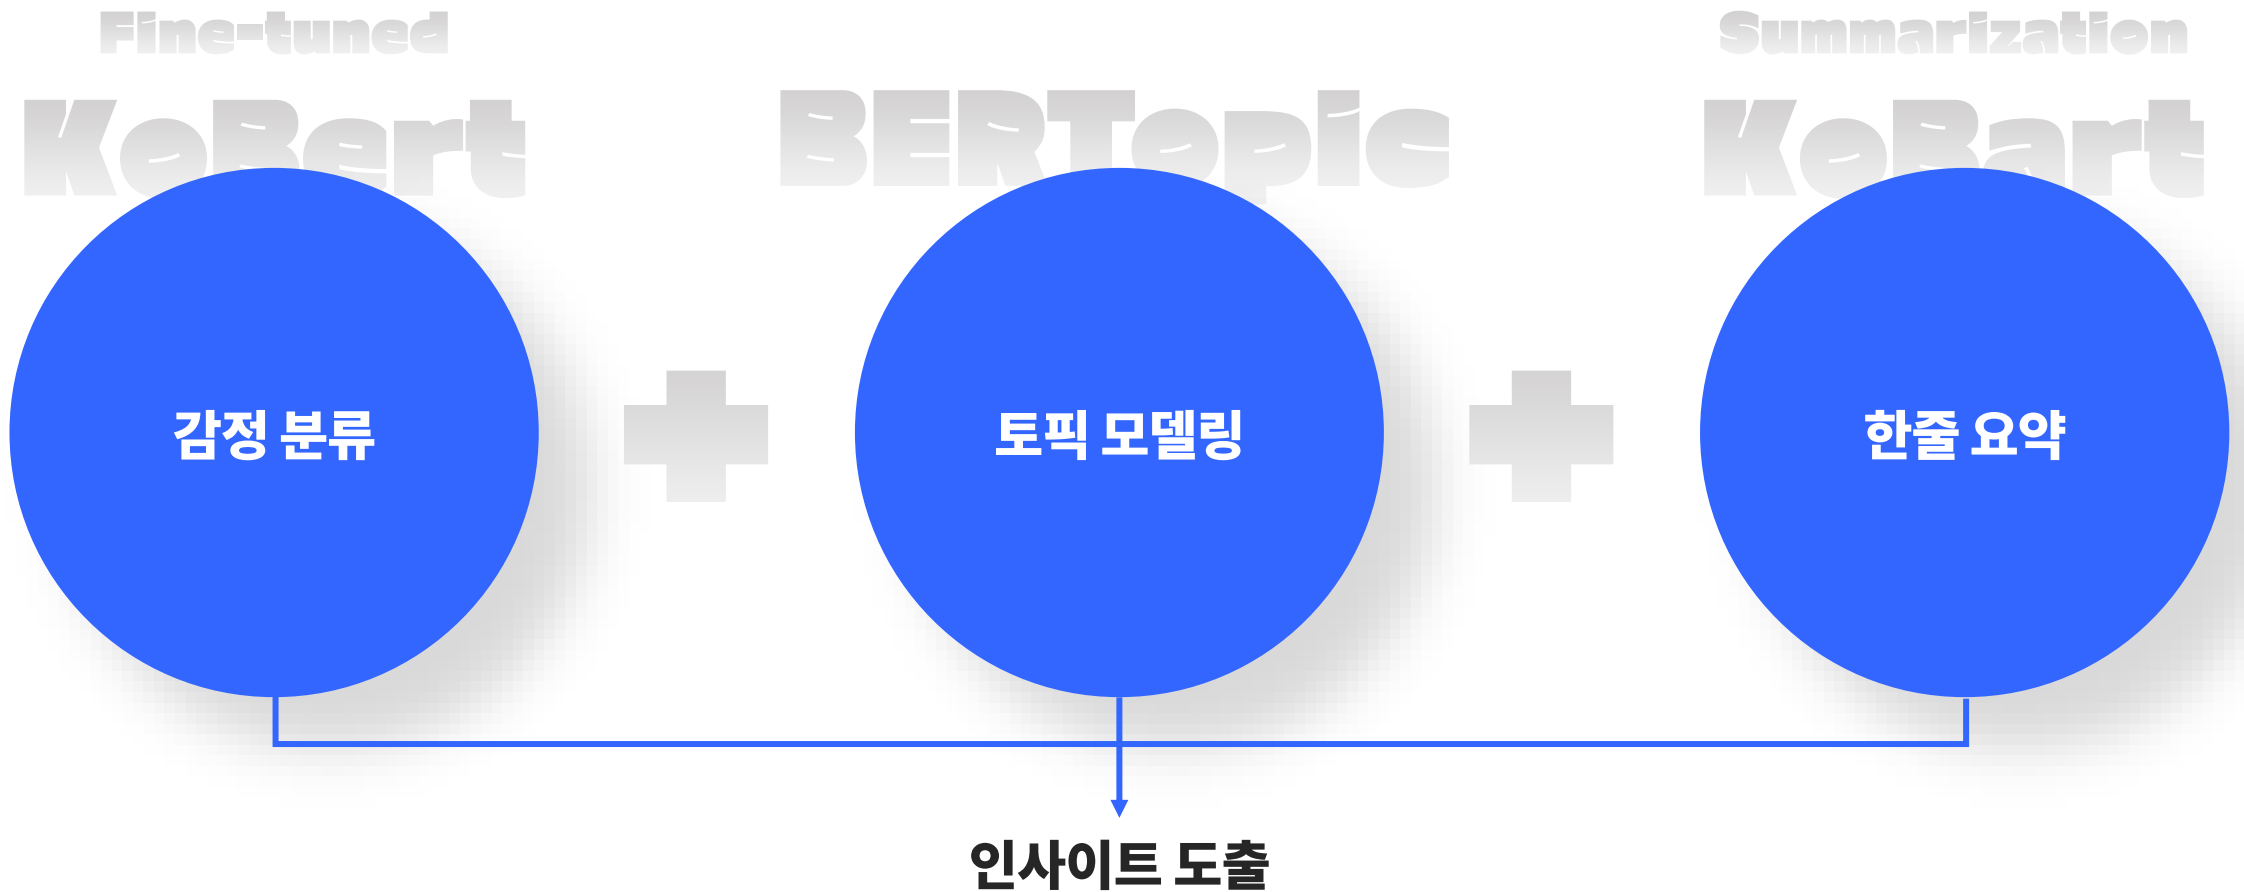 Fine-tuned
KoBert
감정 분류
BERTopic
토픽 모델링
Summarization
KoBart
한줄 요약
인사이트 도출